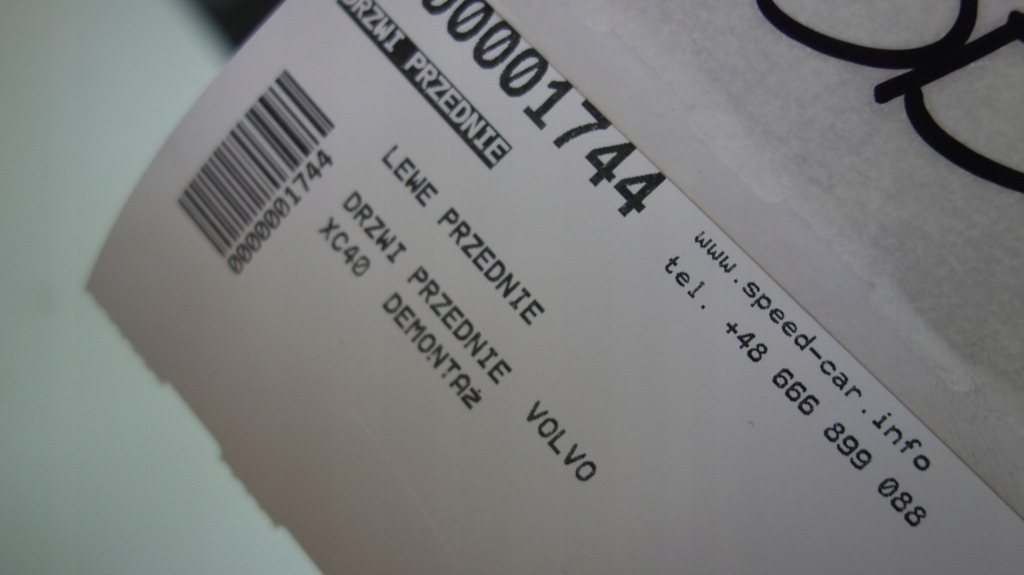 00001744
DRZWI PRZEDNIE
0000001744
LEWE PRZEDNIE
DRZWI PRZEDNIE VOLVO
XC40 DEMONTAŻ
www.speed-car.info
tel. +48 666 899 088